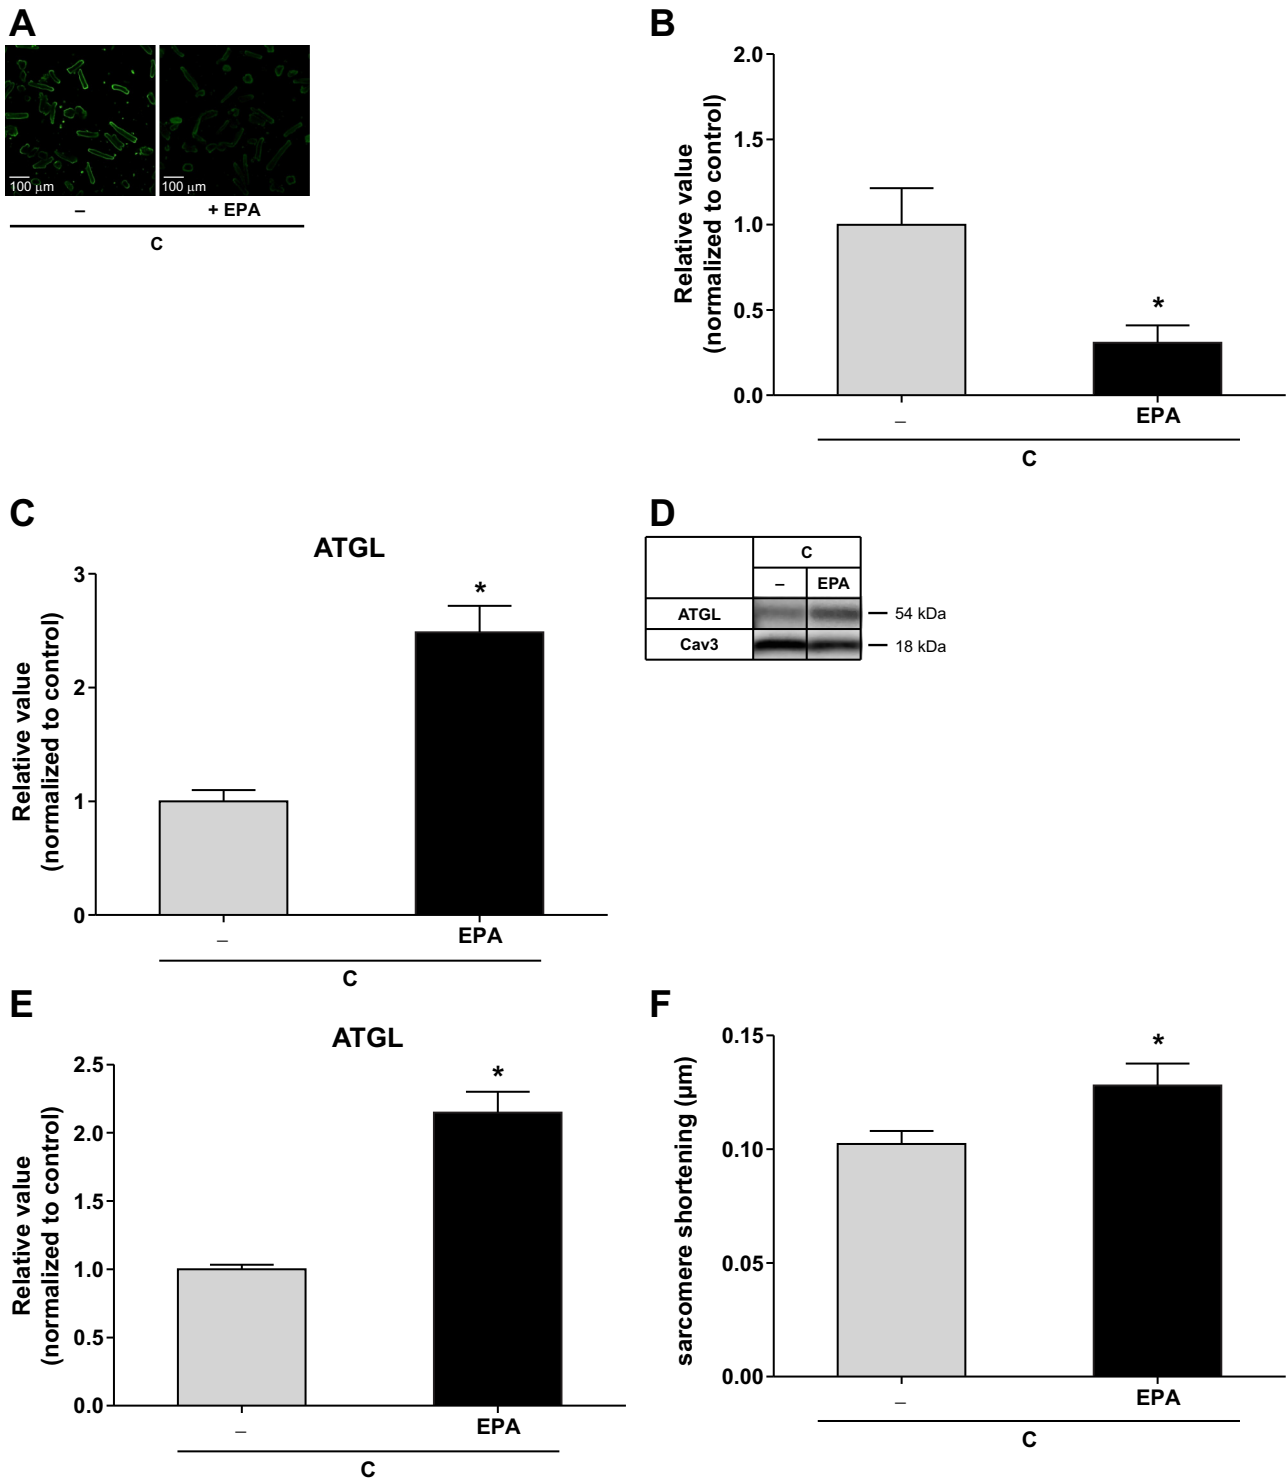 A
100 μm
100 μm
–
+ EPA
C
B
2.0
1.5
1.0
0.5
0.0
Relative value
(normalized to control)
*
–
EPA
C
C
ATGL
3
2
1
0
Relative value
(normalized to control)
*
–
EPA
C
D
C
–
EPA
ATGL
54 kDa
Cav3
18 kDa
E
ATGL
2.5
2.0
1.5
1.0
0.5
0.0
Relative value
(normalized to control)
*
–
EPA
C
F
0.15
0.10
0.05
0.00
sarcomere shortening (µm)
*
–
EPA
C